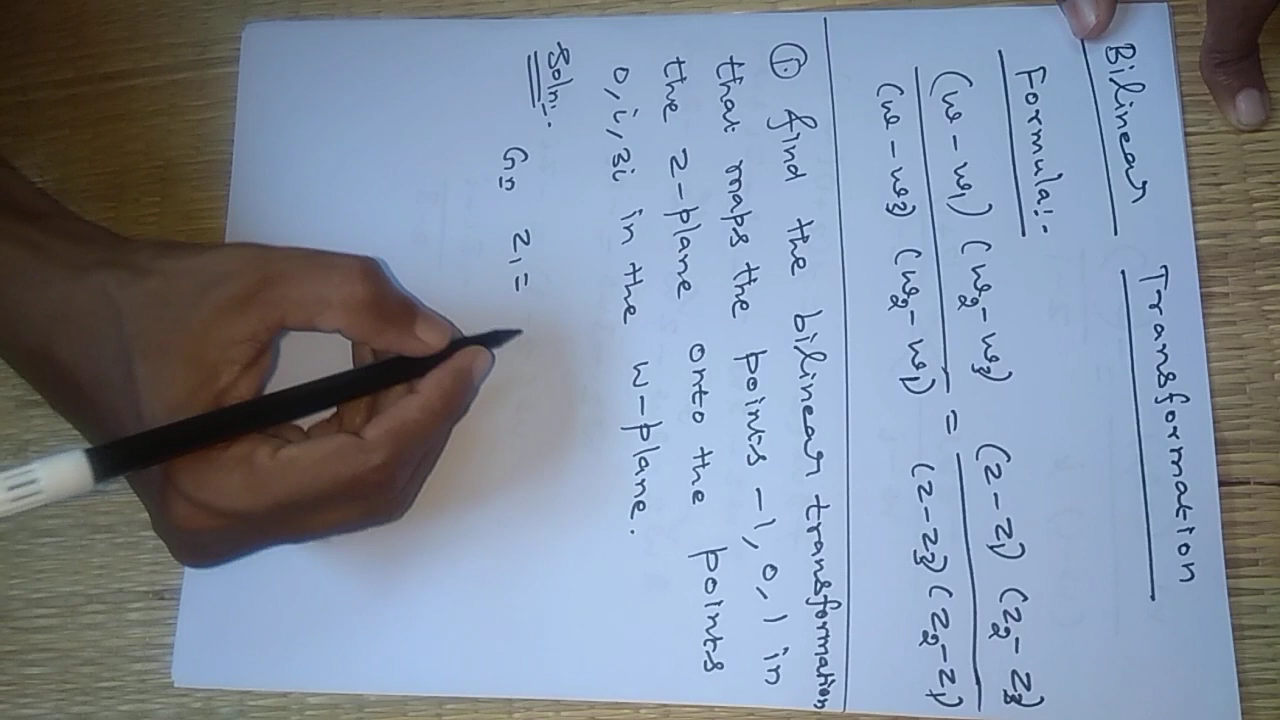 Bilinear Transformation
Formula:-
(w-w₁) (w₂-w₃) / (w-w₃) (w₂-w₁) = (z-z₁) (z₂-z₃) / (z-z₃) (z₂-z₁)
① find the bilinear transformation
that maps the points -1, 0, 1 in
the z-plane onto the points
0, i, 3i in the w-plane.
Soln:-
Gn z₁ =